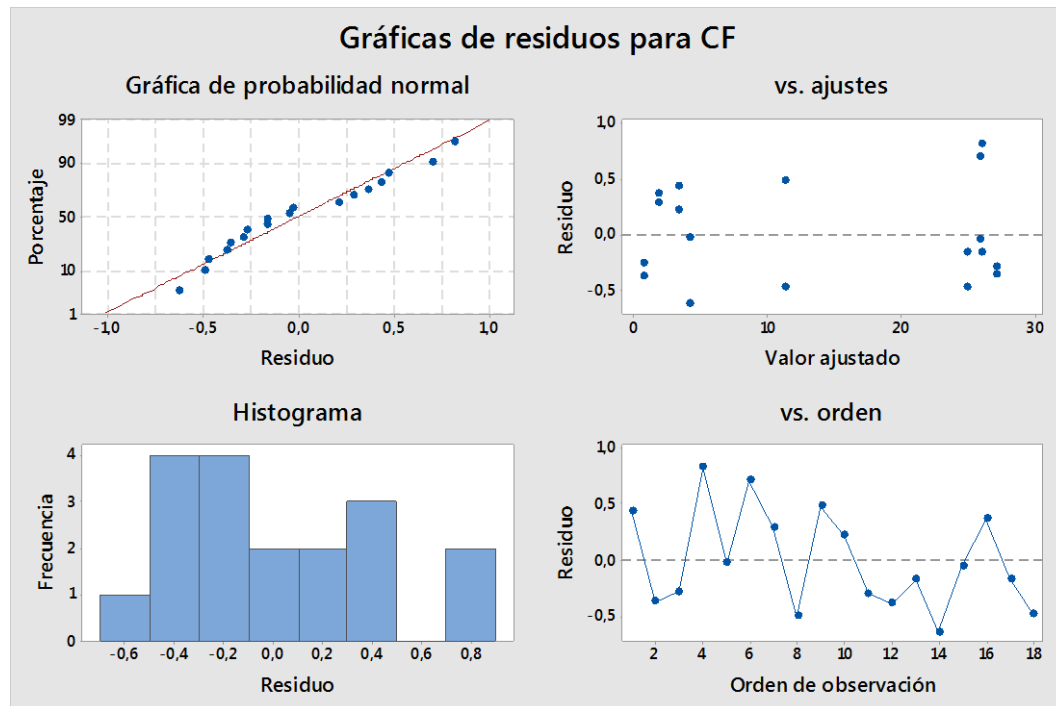 Gráficas de residuos para CF
Gráfica de probabilidad normal
99
90
50
10
1
Porcentaje
-1,0 -0,5 0,0 0,5 1,0
Residuo
vs. ajustes
1,0
0,5
0,0
-0,5
Residuo
0 10 20 30
Valor ajustado
Histograma
4
3
2
1
0
Frecuencia
-0,6 -0,4 -0,2 0,0 0,2 0,4 0,6 0,8
Residuo
vs. orden
1,0
0,5
0,0
-0,5
Residuo
2 4 6 8 10 12 14 16 18
Orden de observación